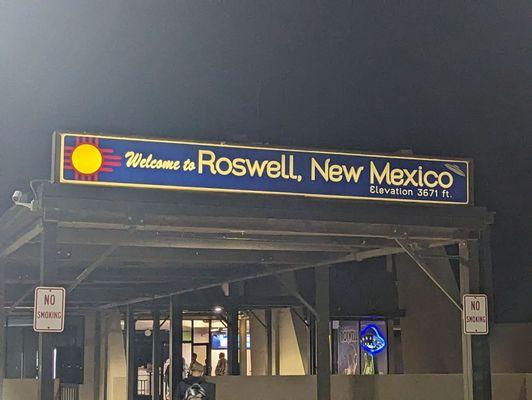 Welcome to Roswell, New Mexico
Elevation 3671 ft.
NO
SMOKING
NO
SMOKING